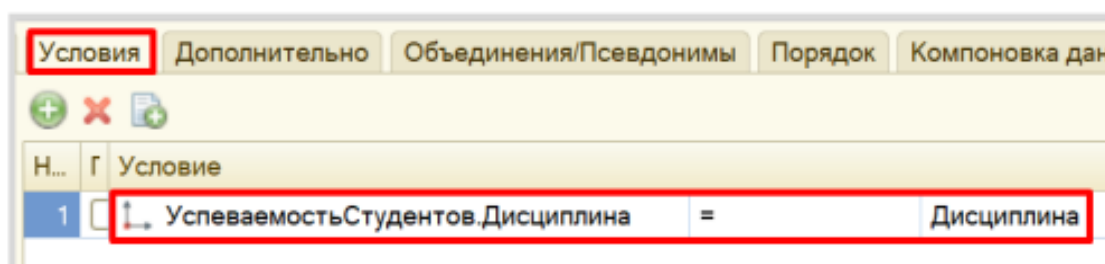 Условия Дополнительно Объединения/Псевдонимы Порядок Компоновка дан
Н... Г Условие
1 УспеваемостьСтудентов.Дисциплина = Дисциплина